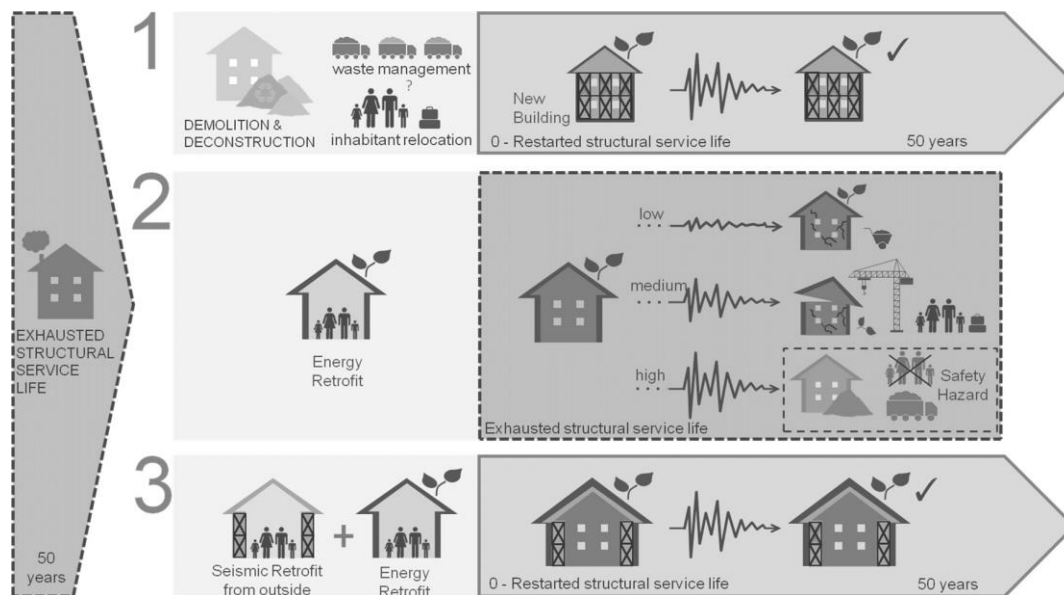 EXHAUSTED
STRUCTURAL
SERVICE
LIFE
50
years
1
DEMOLITION &
DECONSTRUCTION
waste management
?
inhabitant relocation
New
Building
0 - Restarted structural service life
50 years
✓
2
Energy
Retrofit
low
....
medium
....
high
....
Safety
Hazard
Exhausted structural service life
3
+
Seismic Retrofit
from outside
Energy
Retrofit
0 - Restarted structural service life
50 years
✓